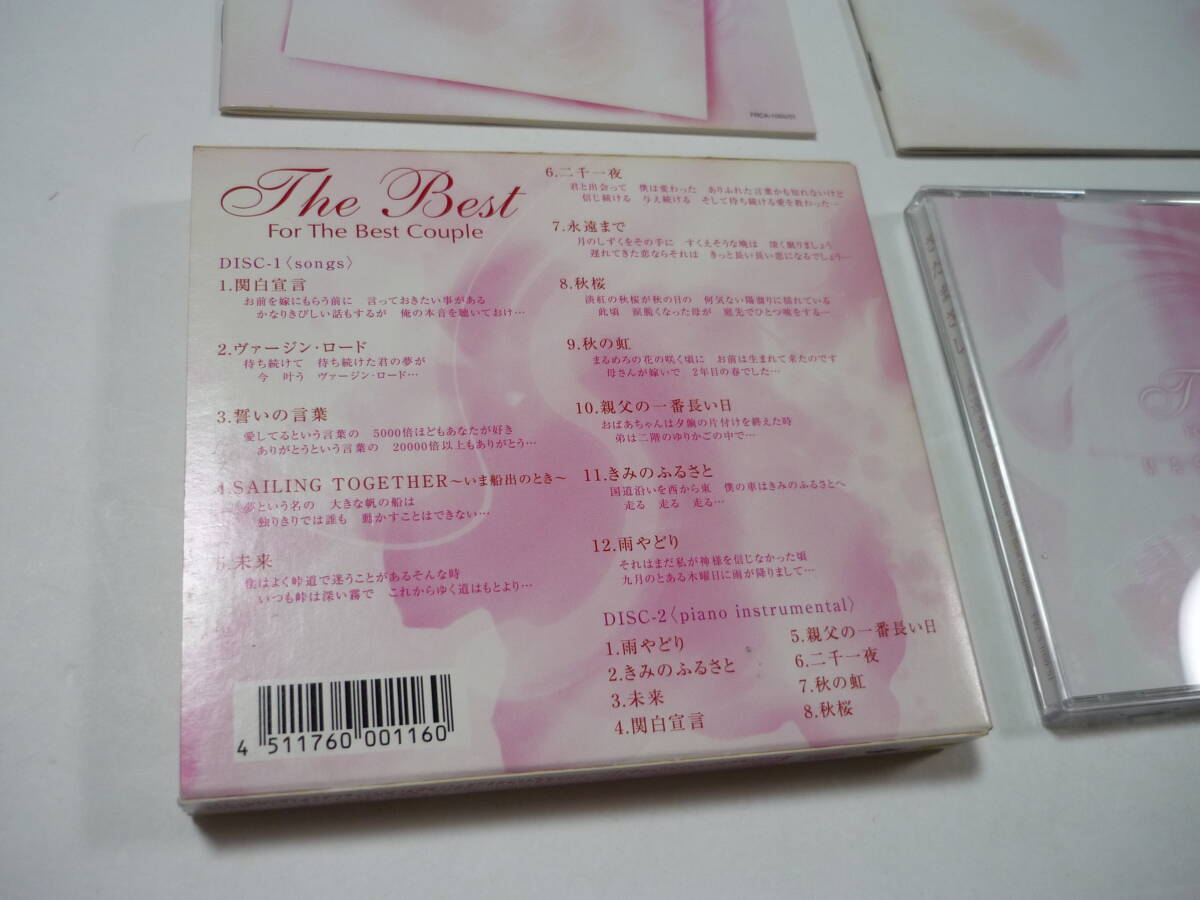 The Best
For The Best Couple
DISC-1〈songs〉
1.関白宣言
お前を嫁にもらう前に 言っておきたい事がある
かなりきびしい話もするが 俺の本音を聴いておけ…
2.ヴァージン・ロード
待ち続けて 待ち続けた君の夢が
今 叶う ヴァージン・ロード…
3.誓いの言葉
愛してるという言葉の 5000倍ほどもあなたが好き
ありがとうという言葉の 20000倍以上もありがとう…
4.SAILING TOGETHER〜いま船出のとき〜
夢という名の 大きな帆の船は
独りきりでは誰も 動かすことはできない…
5.未来
僕はよく峠道で迷うことがあるそんな時
いつも峠は深い霧で これからゆく道はもとより…
6.二千一夜
君と出会って 僕は変わった ありふれた言葉かも知れないけど
信じ続ける 与え続ける そして待ち続ける愛を教わった…
7.永遠まで
月のしずくをその手に すくえそうな晩は 深く眠りましょう
遅れてきた恋ならそれは きっと長い長い恋になるでしょう…
8.秋桜
淡紅の秋桜が秋の日の 何気ない陽溜りに揺れている
此頃 涙脆くなった母が 庭先でひとつ咳をする…
9.秋の虹
まるめろの花の咲く頃に お前は生まれて来たのです
母さんが嫁いで 2年目の春でした…
10.親父の一番長い日
おばあちゃんは夕餉の片付けを終えた時
弟は二階のゆりかごの中で…
11.きみのふるさと
国道沿いを西から東 僕の車はきみのふるさとへ
走る 走る 走る…
12.雨やどり
それはまだ私が神様を信じなかった頃
九月のとある木曜日に雨が降りまして…
DISC-2〈piano instrumental〉
1.雨やどり
2.きみのふるさと
3.未来
4.関白宣言
5.親父の一番長い日
6.二千一夜
7.秋の虹
8.秋桜
4 511760 001160